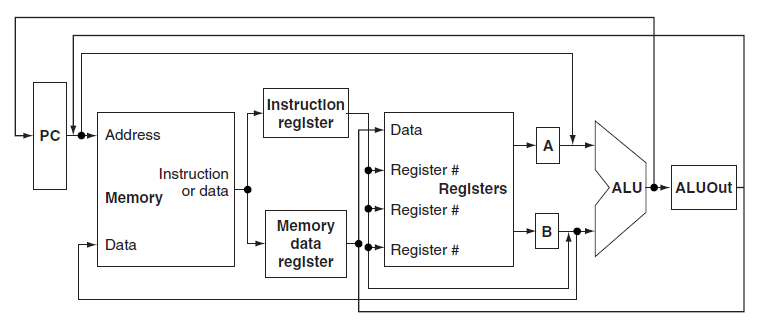 PC
Address
Memory
Instruction
or data
Data
Instruction
register
Memory
data
register
Data
Register #
Registers
Register #
Register #
A
B
ALU
ALUOut